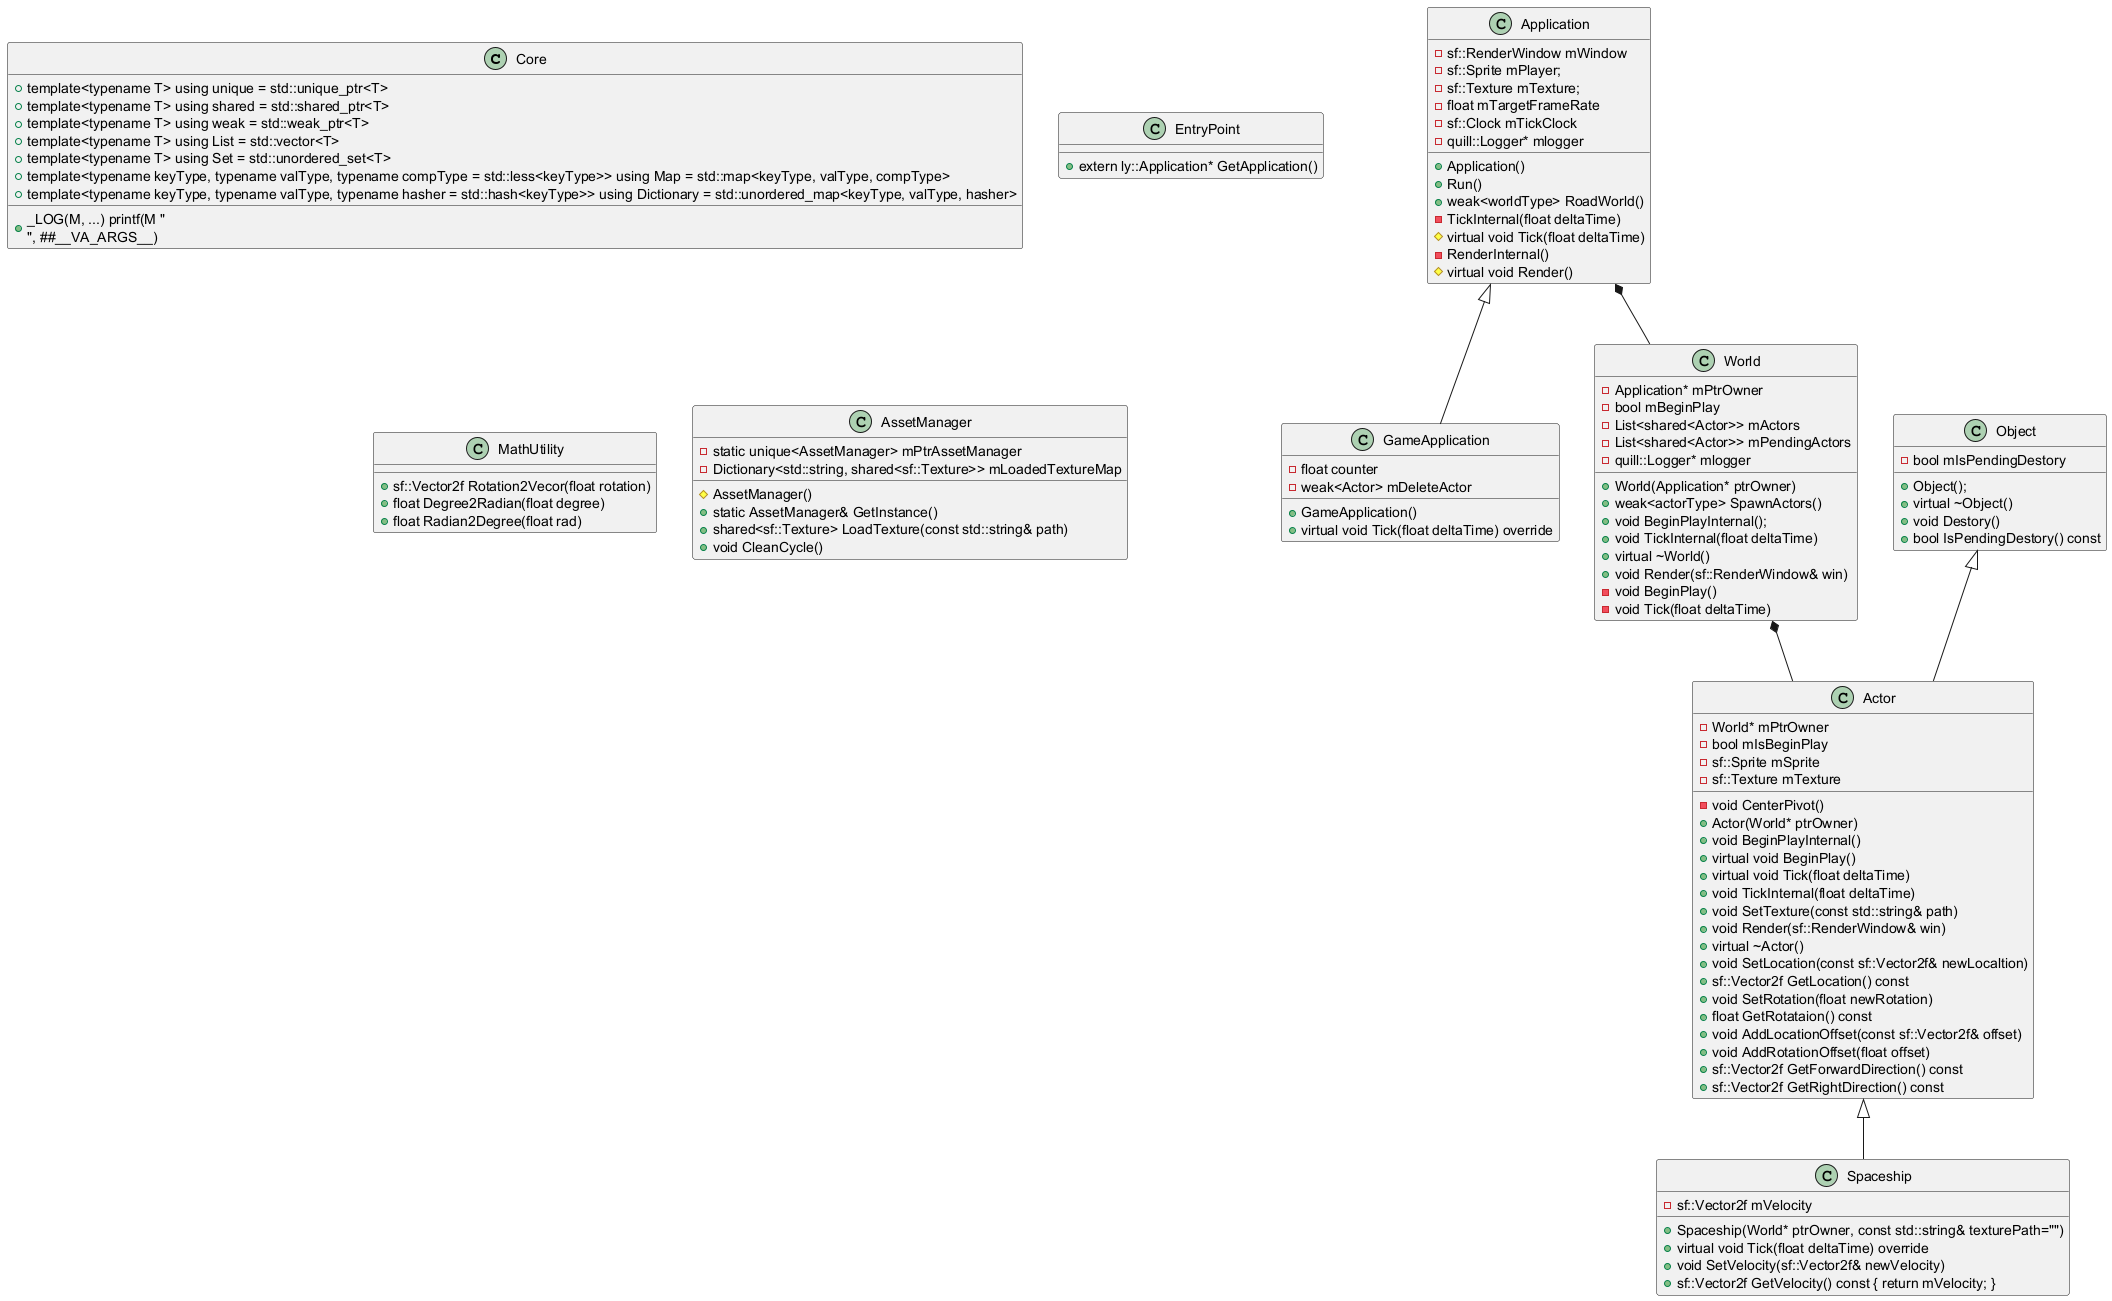 Core
template<typename T> using unique = std::unique_ptr<T>
template<typename T> using shared = std::shared_ptr<T>
template<typename T> using weak = std::weak_ptr<T>
template<typename T> using List = std::vector<T>
template<typename T> using Set = std::unordered_set<T>
template<typename keyType, typename valType, typename compType = std::less<keyType>> using Map = std::map<keyType, valType, compType>
template<typename keyType, typename valType, typename hasher = std::hash<keyType>> using Dictionary = std::unordered_map<keyType, valType, hasher>
_LOG(M, ...) printf(M "
", ##__VA_ARGS__)
EntryPoint
extern ly::Application* GetApplication()
Application
sf::RenderWindow mWindow
sf::Sprite mPlayer;
sf::Texture mTexture;
float mTargetFrameRate
sf::Clock mTickClock
quill::Logger* mlogger
Application()
Run()
weak<worldType> RoadWorld()
TickInternal(float deltaTime)
virtual void Tick(float deltaTime)
RenderInternal()
virtual void Render()
MathUtility
sf::Vector2f Rotation2Vecor(float rotation)
float Degree2Radian(float degree)
float Radian2Degree(float rad)
AssetManager
static unique<AssetManager> mPtrAssetManager
Dictionary<std::string, shared<sf::Texture>> mLoadedTextureMap
AssetManager()
static AssetManager& GetInstance()
shared<sf::Texture> LoadTexture(const std::string& path)
void CleanCycle()
GameApplication
float counter
weak<Actor> mDeleteActor
GameApplication()
virtual void Tick(float deltaTime) override
World
Application* mPtrOwner
bool mBeginPlay
List<shared<Actor>> mActors
List<shared<Actor>> mPendingActors
quill::Logger* mlogger
World(Application* ptrOwner)
weak<actorType> SpawnActors()
void BeginPlayInternal();
void TickInternal(float deltaTime)
virtual ~World()
void Render(sf::RenderWindow& win)
void BeginPlay()
void Tick(float deltaTime)
Object
bool mIsPendingDestory
Object();
virtual ~Object()
void Destory()
bool IsPendingDestory() const
Actor
World* mPtrOwner
bool mIsBeginPlay
sf::Sprite mSprite
sf::Texture mTexture
void CenterPivot()
Actor(World* ptrOwner)
void BeginPlayInternal()
virtual void BeginPlay()
virtual void Tick(float deltaTime)
void TickInternal(float deltaTime)
void SetTexture(const std::string& path)
void Render(sf::RenderWindow& win)
virtual ~Actor()
void SetLocation(const sf::Vector2f& newLocaltion)
sf::Vector2f GetLocation() const
void SetRotation(float newRotation)
float GetRotataion() const
void AddLocationOffset(const sf::Vector2f& offset)
void AddRotationOffset(float offset)
sf::Vector2f GetForwardDirection() const
sf::Vector2f GetRightDirection() const
Spaceship
sf::Vector2f mVelocity
Spaceship(World* ptrOwner, const std::string& texturePath="")
virtual void Tick(float deltaTime) override
void SetVelocity(sf::Vector2f& newVelocity)
sf::Vector2f GetVelocity() const { return mVelocity; }